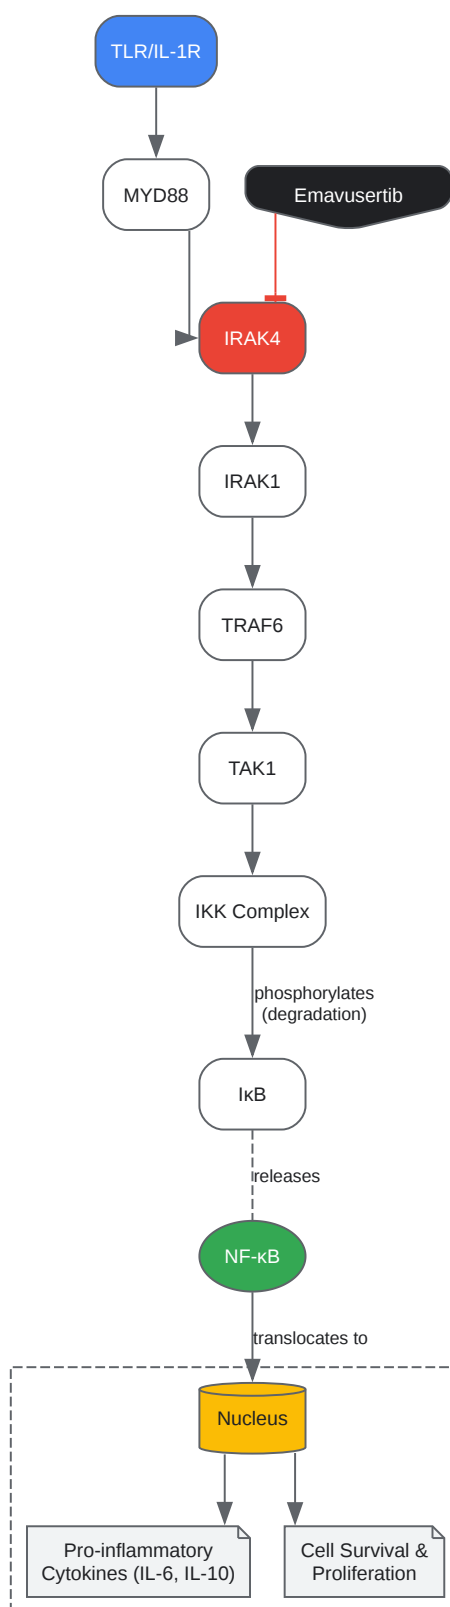 TLR/IL-1R
MYD88
Emavusertib
IRAK4
IRAK1
TRAF6
TAK1
IKK Complex
phosphorylates
(degradation)
IκB
releases
NF-κB
translocates to
Nucleus
Pro-inflammatory
Cytokines (IL-6, IL-10)
Cell Survival &
Proliferation